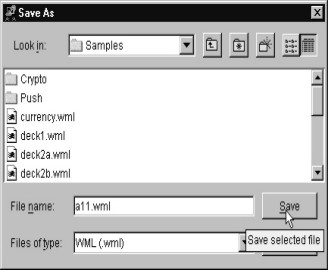 Save As
Look in: Samples
Crypto
Push
currency.wml
deck1.wml
deck2a.wml
deck2b.wml
File name: a11.wml Save
Files of type: WML (.wml) Save selected file